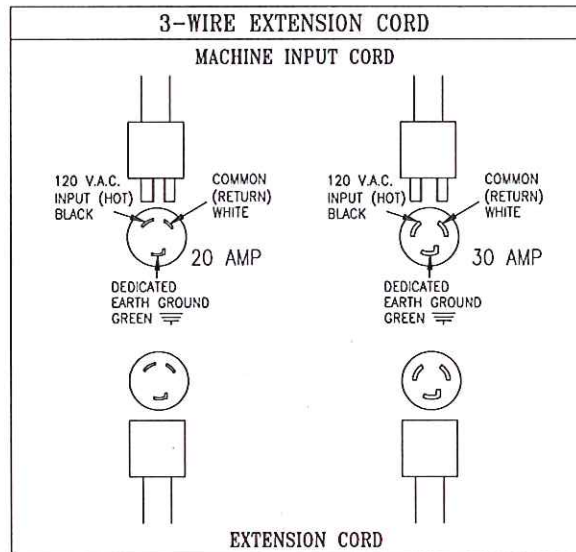 3-WIRE EXTENSION CORD
MACHINE INPUT CORD
120 V.A.C.
INPUT (HOT)
BLACK
COMMON
(RETURN)
WHITE
20 AMP
DEDICATED
EARTH GROUND
GREEN
120 V.A.C.
INPUT (HOT)
BLACK
COMMON
(RETURN)
WHITE
30 AMP
DEDICATED
EARTH GROUND
GREEN
EXTENSION CORD